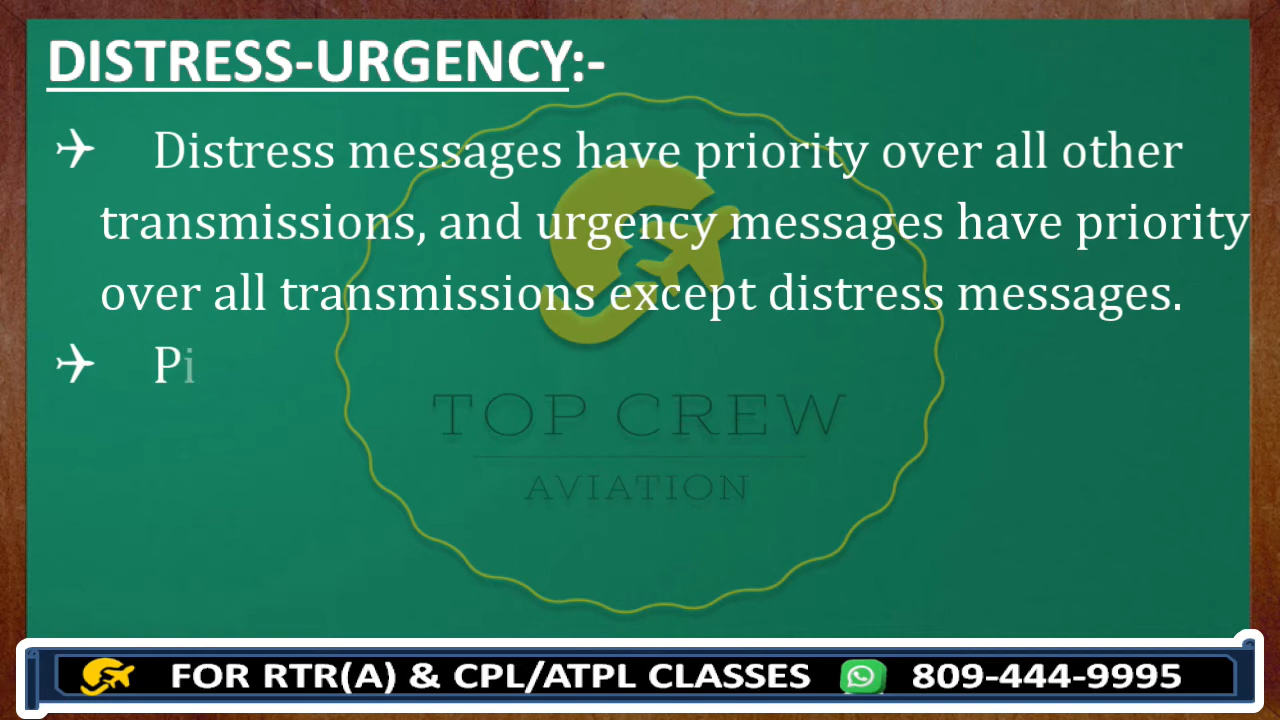 DISTRESS-URGENCY:-
Distress messages have priority over all other
transmissions, and urgency messages have priority
over all transmissions except distress messages.
Pi
TOP CREW
AVIATION
FOR RTR(A) & CPL/ATPL CLASSES 809-444-9995